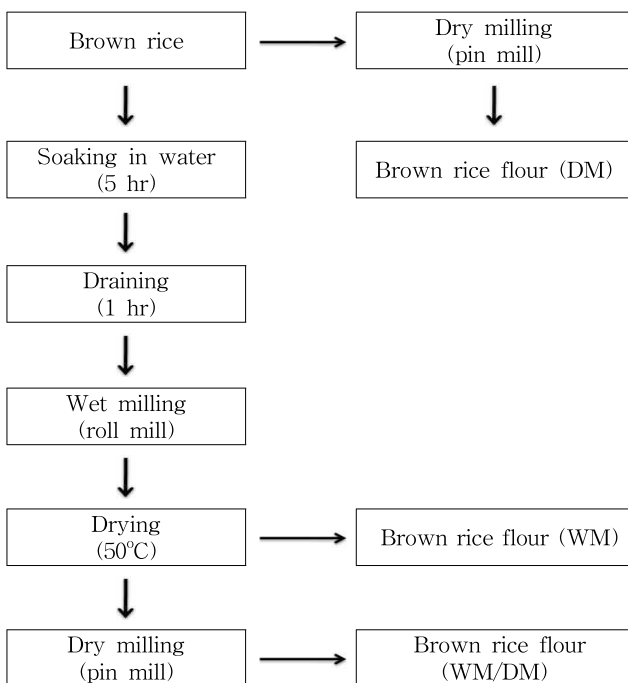 Brown rice
Dry milling
(pin mill)
Soaking in water
(5 hr)
Brown rice flour (DM)
Draining
(1 hr)
Wet milling
(roll mill)
Drying
(50℃)
Brown rice flour (WM)
Dry milling
(pin mill)
Brown rice flour
(WM/DM)